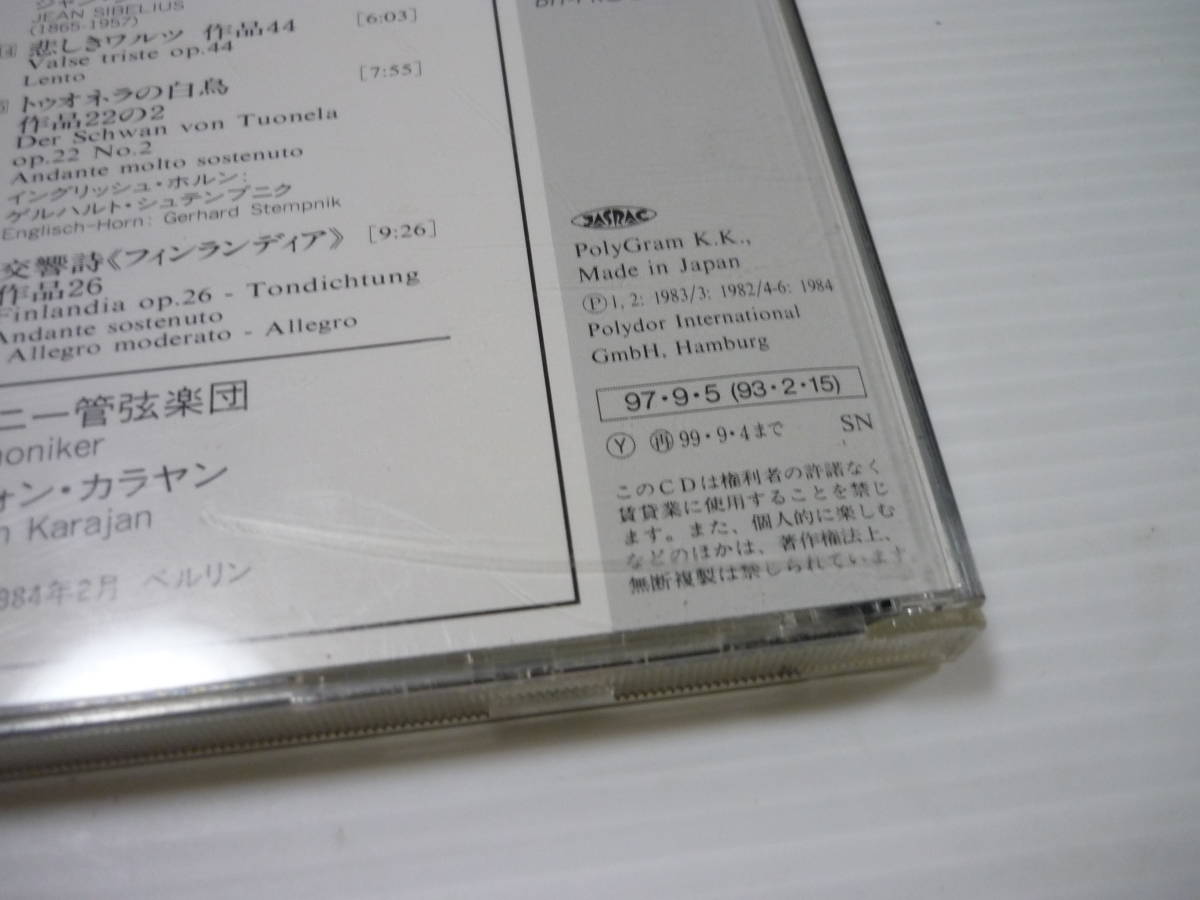 JEAN SIBELIUS
(1865-1957)
悲しきワルツ 作品44 [6:03]
Valse triste op.44
Lento
トゥオネラの白鳥 [7:55]
作品22の2
Der Schwan von Tuonela
op.22 No.2
Andante molto sostenuto
イングリッシュ・ホルン:
ゲルハルト・シュテンプニク
Englisch-Horn: Gerhard Stempnik
交響詩《フィンランディア》 [9:26]
作品26
Finlandia op.26 - Tondichtung
Andante sostenuto
Allegro moderato - Allegro
ニー管弦楽団
oniker
ォン・カラヤン
n Karajan
984年2月 ベルリン
JASRAC
PolyGram K.K.,
Made in Japan
Ⓟ1, 2: 1983/3: 1982/4-6: 1984
Polydor International
GmbH, Hamburg
97・9・5 (93・2・15)
Ⓨ ㊢99・9・4まで SN
このCDは権利者の許諾なく
賃貸業に使用することを禁じ
ます。また、個人的に楽しむ
などのほかは、著作権法上、
無断複製は禁じられています